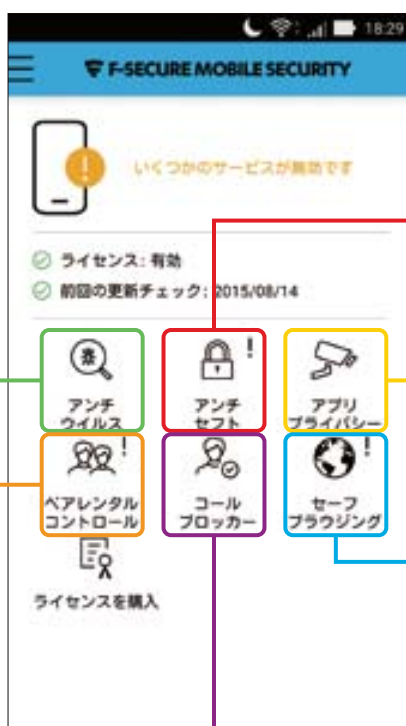 18:29
F-SECURE MOBILE SECURITY
いくつかのサービスが無効です
ライセンス: 有効
前回の更新チェック: 2015/08/14
アンチ
ウイルス
アンチ
セフト
アプリ
プライバシー
ペアレンタル
コントロール
コール
ブロッカー
セーフ
ブラウジング
ライセンスを購入